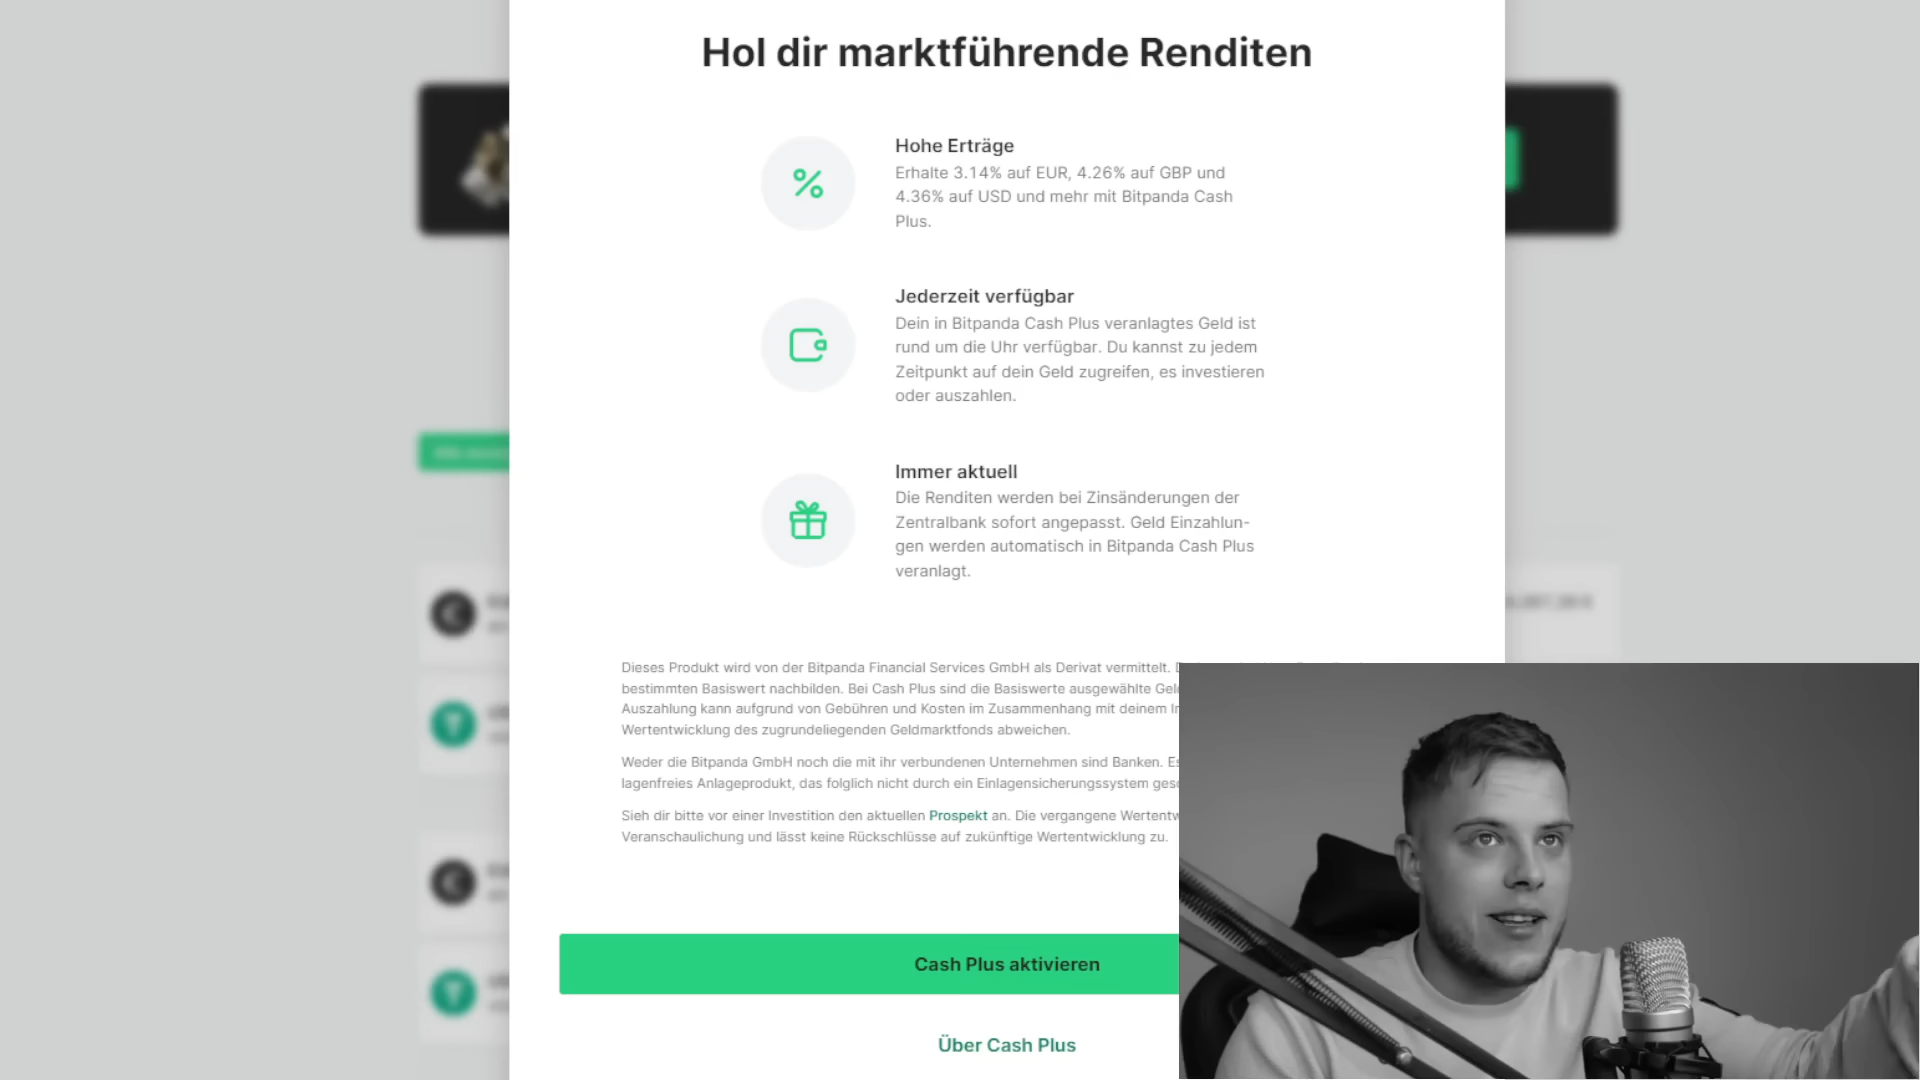 Hol dir marktführende Renditen
Hohe Erträge
Erhalte 3.14% auf EUR, 4.26% auf GBP und
4.36% auf USD und mehr mit Bitpanda Cash
Plus.
Jederzeit verfügbar
Dein in Bitpanda Cash Plus veranlagtes Geld ist
rund um die Uhr verfügbar. Du kannst zu jedem
Zeitpunkt auf dein Geld zugreifen, es investieren
oder auszahlen.
Immer aktuell
Die Renditen werden bei Zinsänderungen der
Zentralbank sofort angepasst. Geld Einzahlun-
gen werden automatisch in Bitpanda Cash Plus
veranlagt.
Dieses Produkt wird von der Bitpanda Financial Services GmbH als Derivat vermittelt.
bestimmten Basiswert nachbilden. Bei Cash Plus sind die Basiswerte ausgewählte
Auszahlung kann aufgrund von Gebühren und Kosten im Zusammenhang mit deinem
Wertentwicklung des zugrundeliegenden Geldmarktfonds abweichen.
Weder die Bitpanda GmbH noch die mit ihr verbundenen Unternehmen sind Banken.
lagenfreies Anlageprodukt, das folglich nicht durch ein Einlagensicherungssystem
Sieh dir bitte vor einer Investition den aktuellen Prospekt an. Die vergangene
Veranschaulichung und lässt keine Rückschlüsse auf zukünftige Wertentwicklung zu.
Cash Plus aktivieren
Über Cash Plus